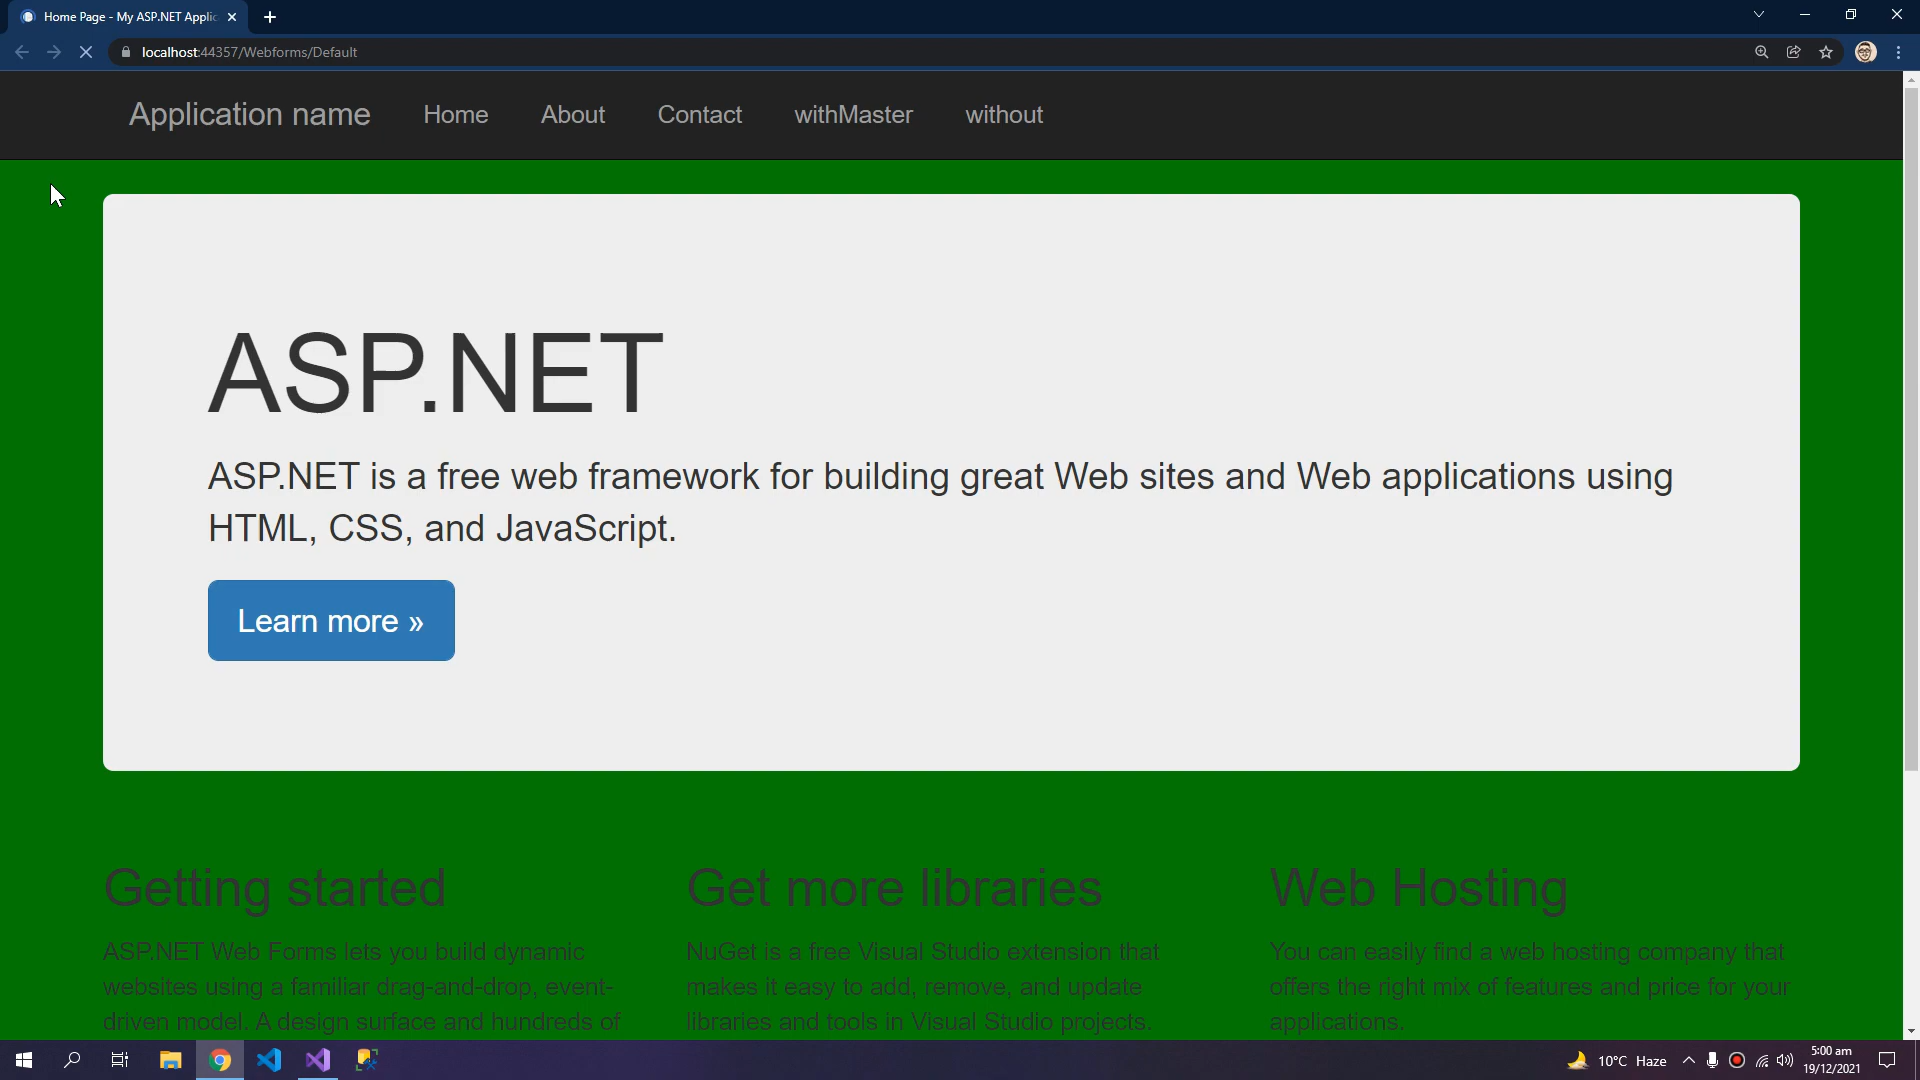 Home Page - My ASP.NET Applic
localhost:44357/Webforms/Default
Application name Home About Contact withMaster without
ASP.NET
ASP.NET is a free web framework for building great Web sites and Web applications using
HTML, CSS, and JavaScript.
Learn more »
Getting started
ASP.NET Web Forms lets you build dynamic
websites using a familiar drag-and-drop, event-
driven model. A design surface and hundreds of
Get more libraries
NuGet is a free Visual Studio extension that
makes it easy to add, remove, and update
libraries and tools in Visual Studio projects.
Web Hosting
You can easily find a web hosting company that
offers the right mix of features and price for your
applications.
10°C Haze
5:00 am
19/12/2021